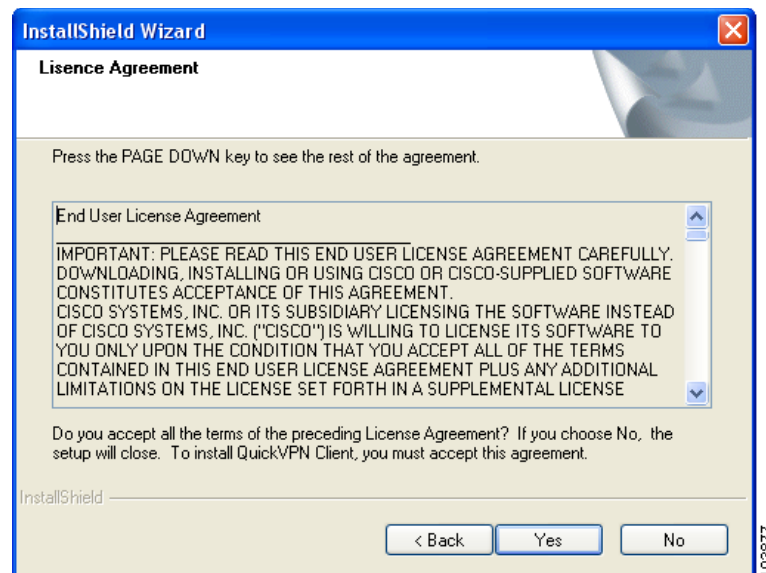 InstallShield Wizard
Lisence Agreement
Press the PAGE DOWN key to see the rest of the agreement.
End User License Agreement
IMPORTANT: PLEASE READ THIS END USER LICENSE AGREEMENT CAREFULLY.
DOWNLOADING, INSTALLING OR USING CISCO OR CISCO-SUPPLIED SOFTWARE
CONSTITUTES ACCEPTANCE OF THIS AGREEMENT.
CISCO SYSTEMS, INC. OR ITS SUBSIDIARY LICENSING THE SOFTWARE INSTEAD
OF CISCO SYSTEMS, INC. ("CISCO") IS WILLING TO LICENSE ITS SOFTWARE TO
YOU ONLY UPON THE CONDITION THAT YOU ACCEPT ALL OF THE TERMS
CONTAINED IN THIS END USER LICENSE AGREEMENT PLUS ANY ADDITIONAL
LIMITATIONS ON THE LICENSE SET FORTH IN A SUPPLEMENTAL LICENSE
Do you accept all the terms of the preceding License Agreement? If you choose No, the
setup will close. To install QuickVPN Client, you must accept this agreement.
InstallShield
< Back
Yes
No